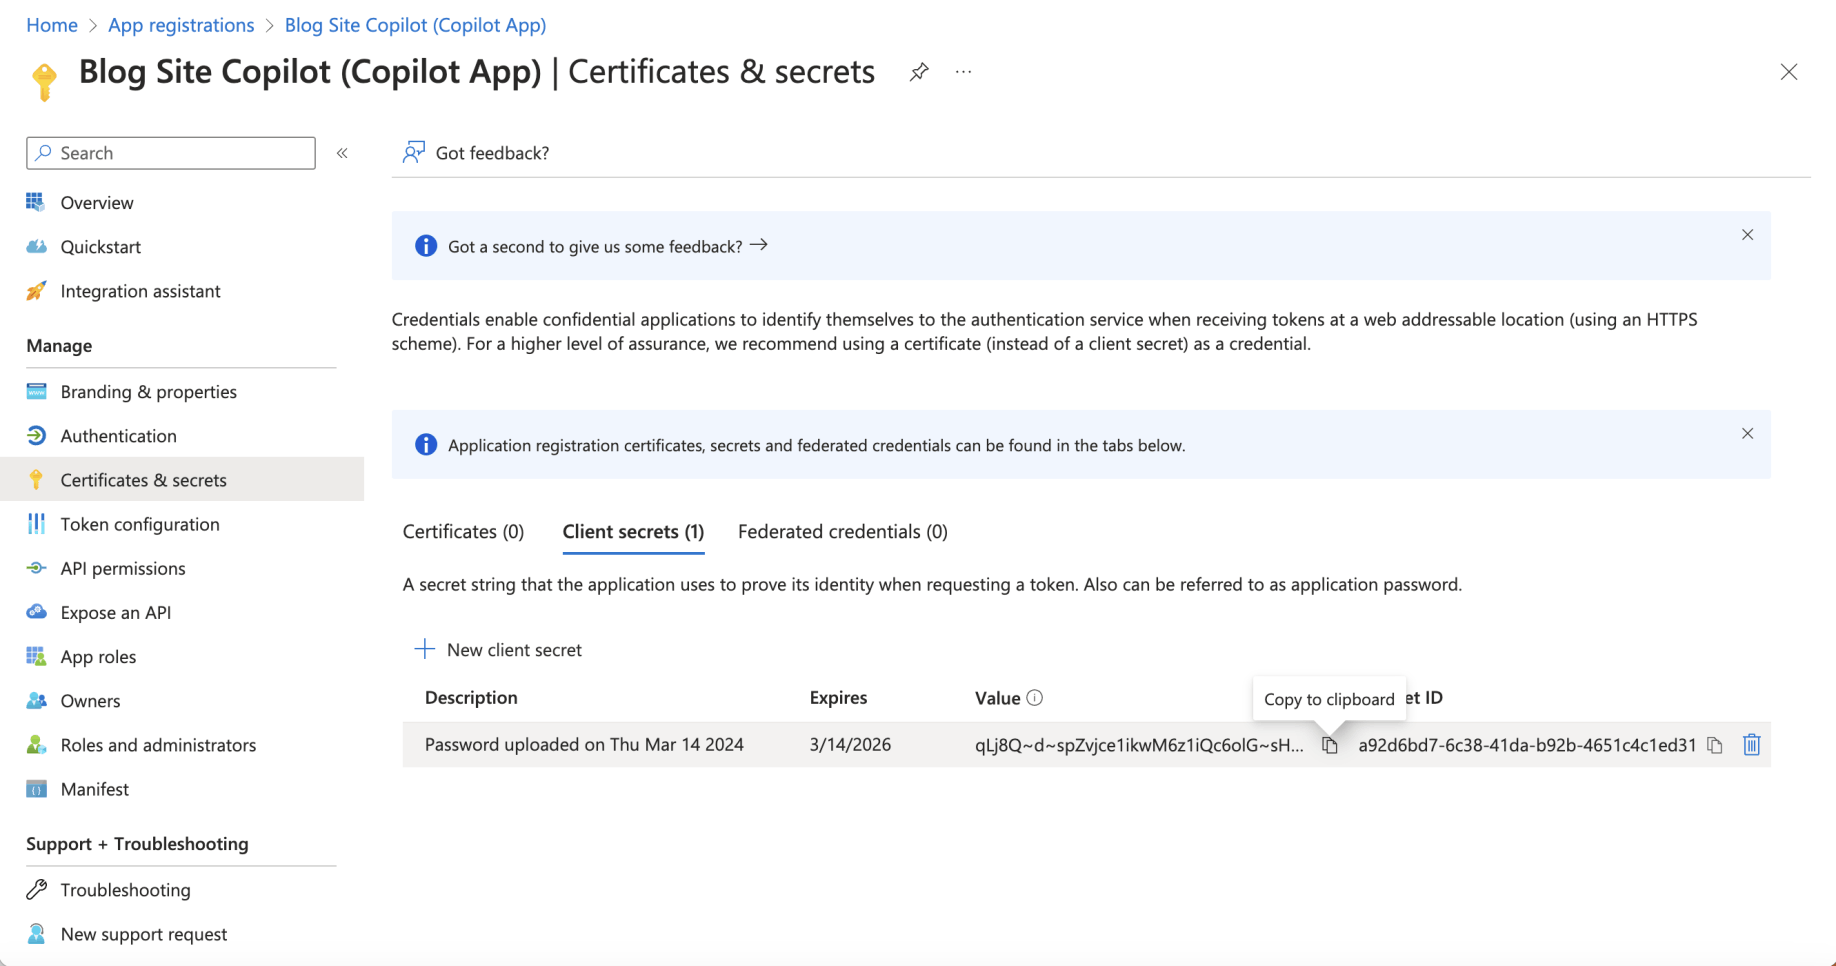 Home > App registrations > Blog Site Copilot (Copilot App)
Blog Site Copilot (Copilot App) | Certificates & secrets
Search
Got feedback?
Overview
Quickstart
Integration assistant
Manage
Branding & properties
Authentication
Certificates & secrets
Token configuration
API permissions
Expose an API
App roles
Owners
Roles and administrators
Manifest
Support + Troubleshooting
Troubleshooting
New support request
Got a second to give us some feedback? →
Credentials enable confidential applications to identify themselves to the authentication service when receiving tokens at a web addressable location (using an HTTPS
scheme). For a higher level of assurance, we recommend using a certificate (instead of a client secret) as a credential.
Application registration certificates, secrets and federated credentials can be found in the tabs below.
Certificates (0) Client secrets (1) Federated credentials (0)
A secret string that the application uses to prove its identity when requesting a token. Also can be referred to as application password.
New client secret
Description Expires Value et ID
Copy to clipboard
Password uploaded on Thu Mar 14 2024 3/14/2026 qLj8Q~d~spZvjce1ikwM6z1iQc6olG~sH... a92d6bd7-6c38-41da-b92b-4651c4c1ed31